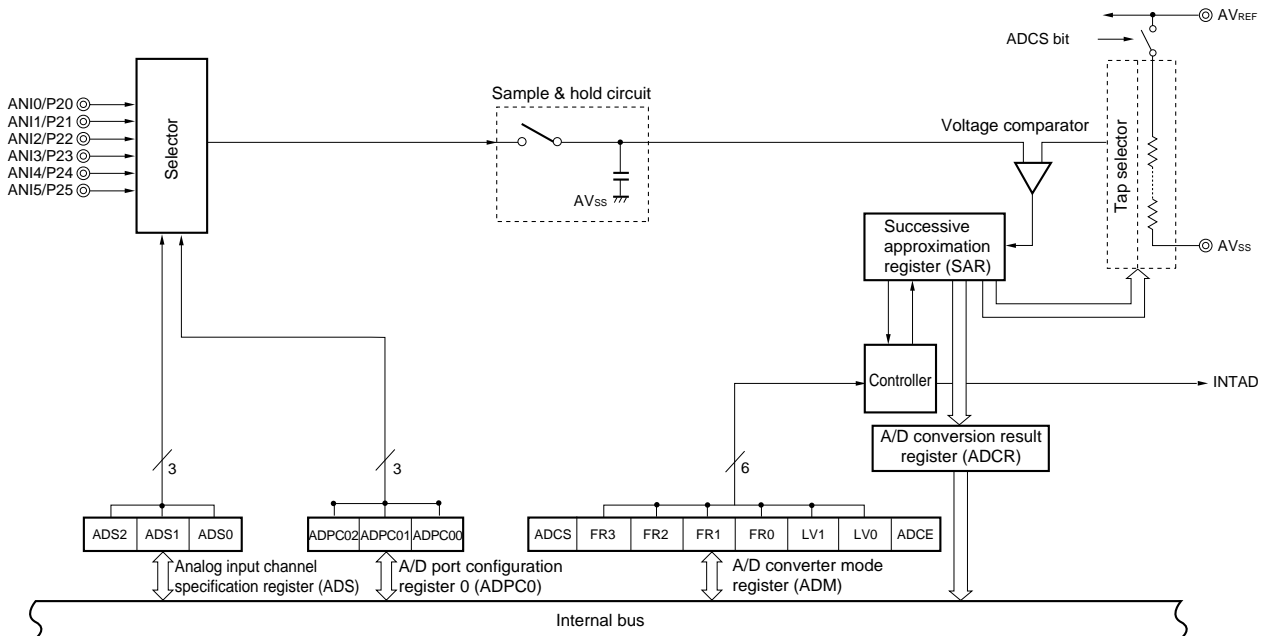 AVREF
ADCS bit
Sample & hold circuit
ANI0/P20
ANI1/P21
ANI2/P22
ANI3/P23
ANI4/P24
ANI5/P25
Selector
Voltage comparator
Tap selector
AVSS
Successive
approximation
register (SAR)
AVSS
Controller
INTAD
A/D conversion result
register (ADCR)
3
3
6
ADS2 ADS1 ADS0
ADPC02 ADPC01 ADPC00
ADCS FR3 FR2 FR1 FR0 LV1 LV0 ADCE
Analog input channel
specification register (ADS)
A/D port configuration
register 0 (ADPC0)
A/D converter mode
register (ADM)
Internal bus